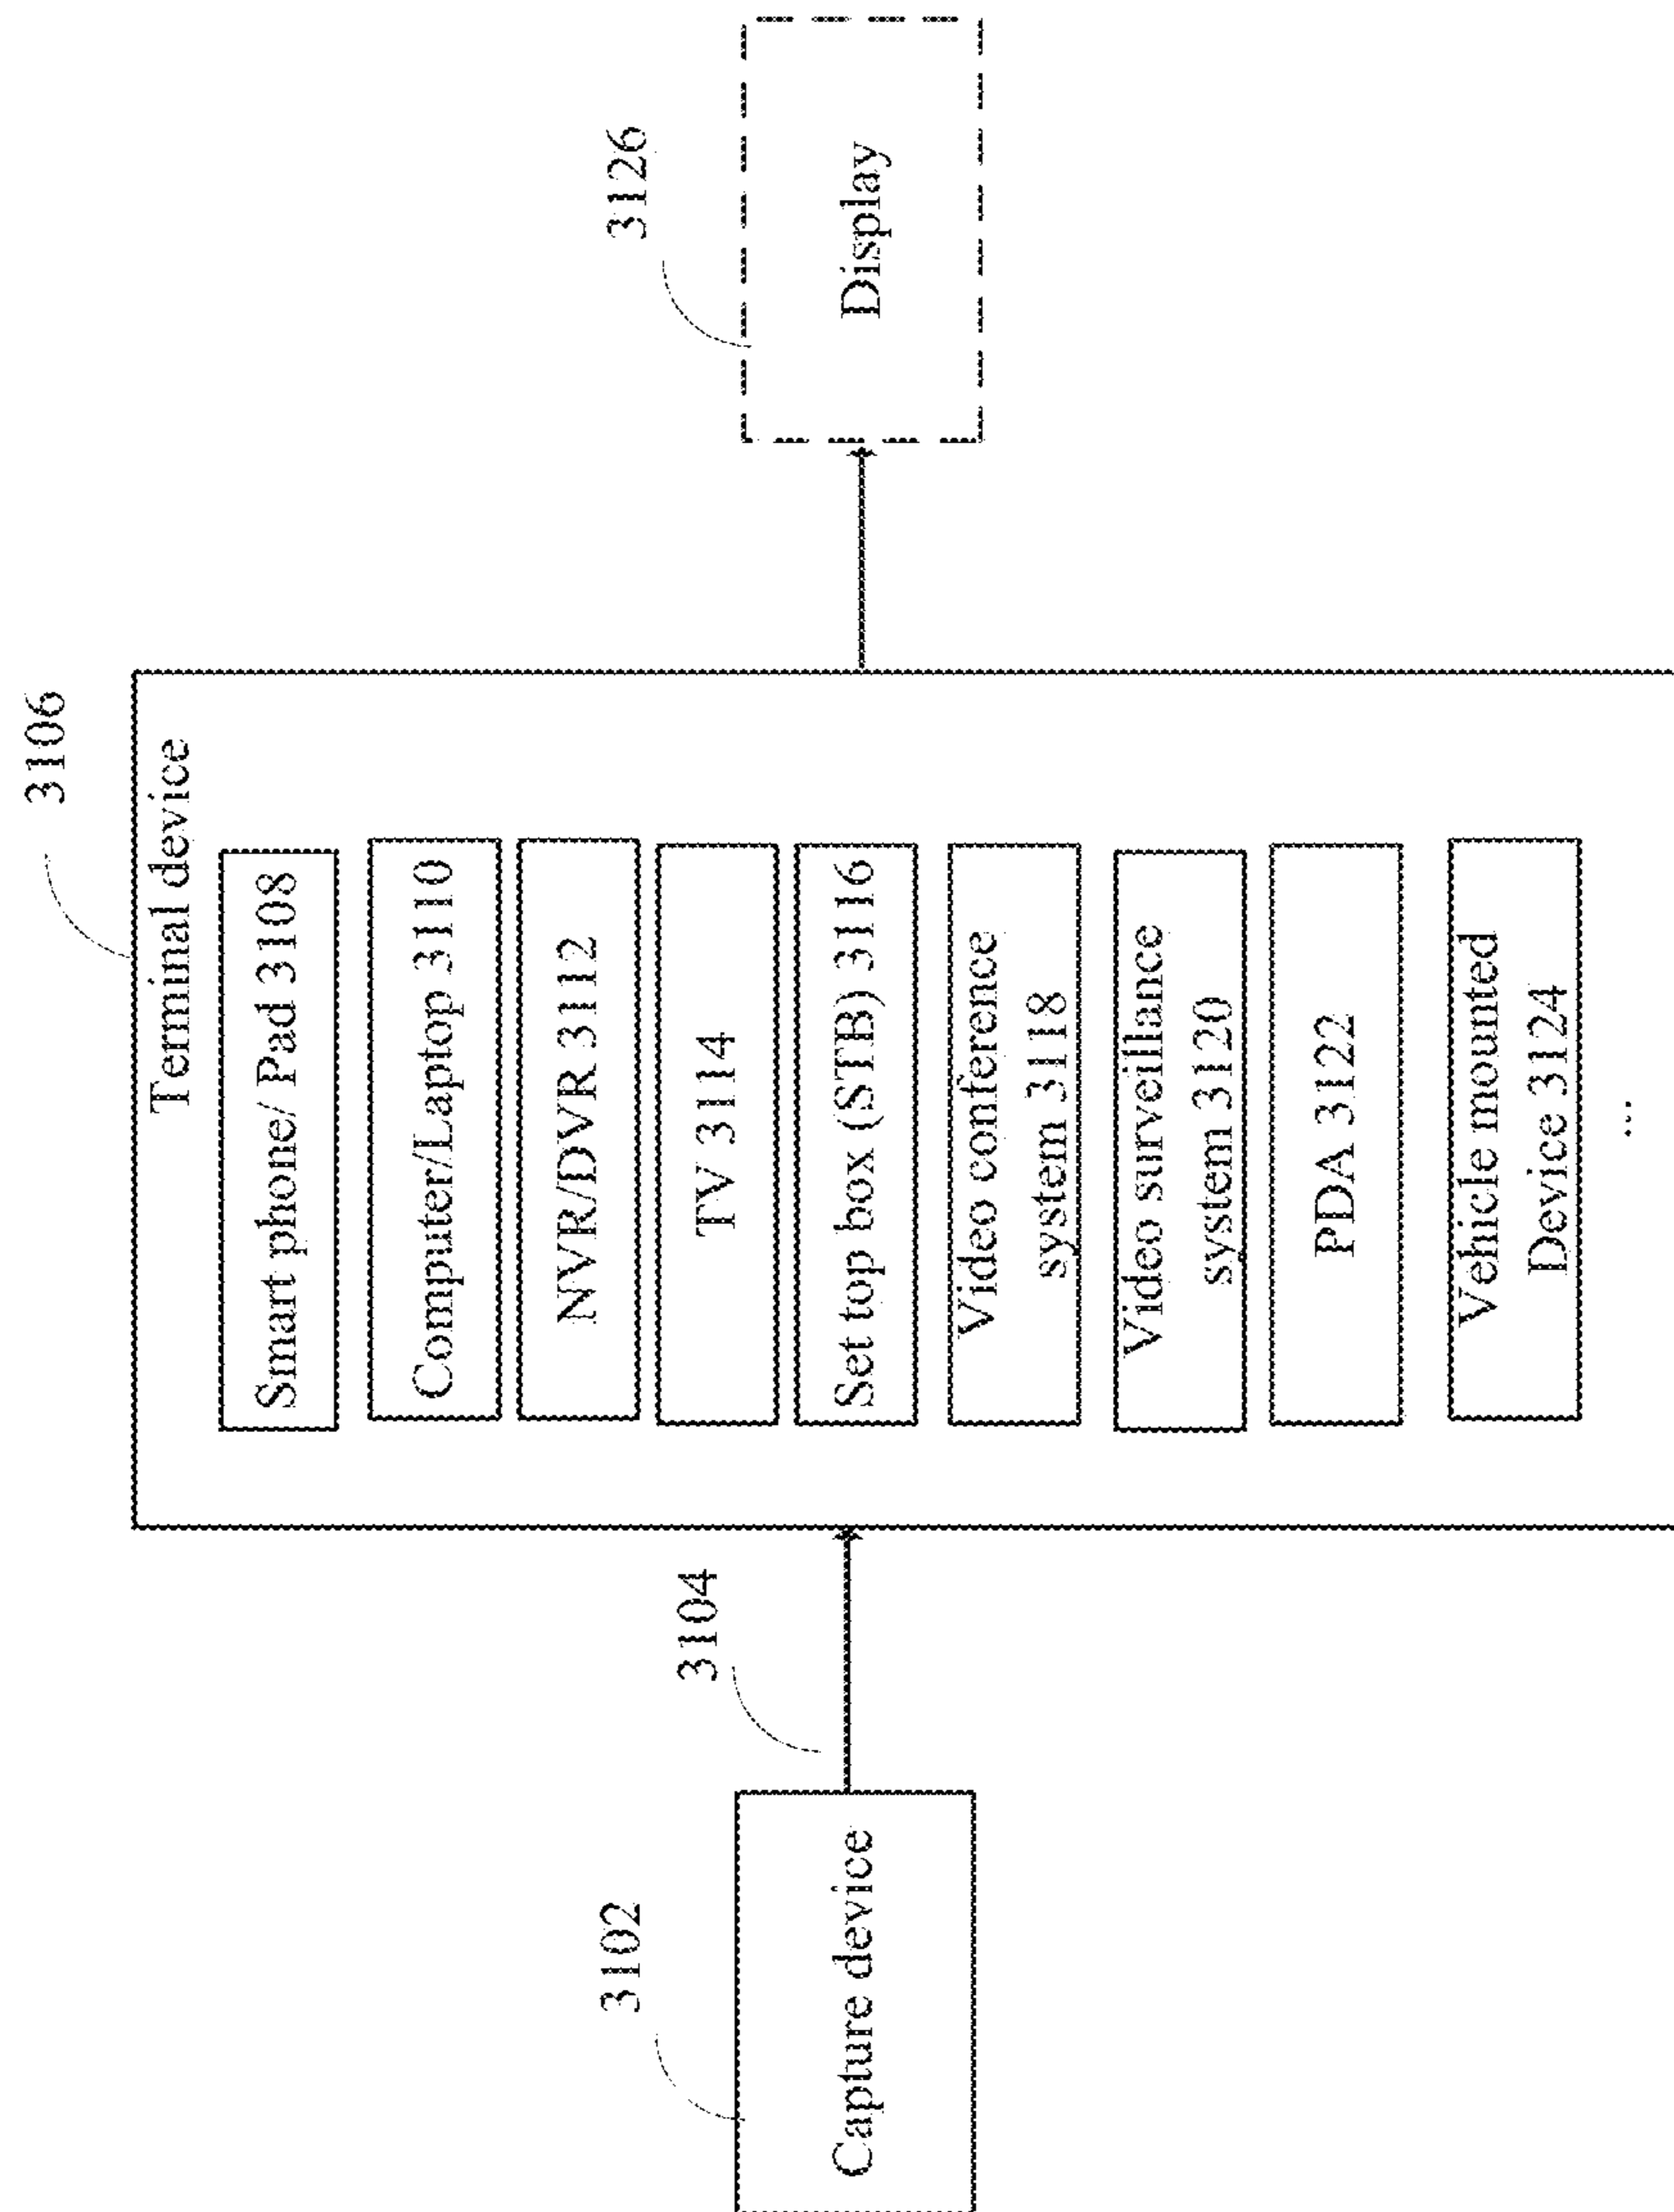 3106
Terminal device
Smart phone/ Pad 3108
Computer/Laptop 3110
NVR/DVR 3112
TV 3114
Set top box (STB) 3116
Video conference
system 3118
Video surveillance
system 3120
PDA 3122
Vehicle mounted
Device 3124
...
3102
Capture device
3104
3126
Display